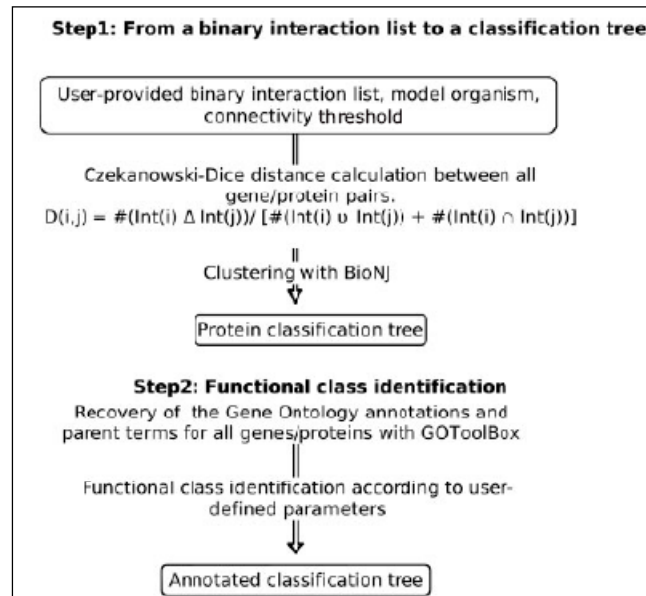 Step1: From a binary interaction list to a classification tree
User-provided binary interaction list, model organism,
connectivity threshold
Czekanowski-Dice distance calculation between all
gene/protein pairs.
D(i,j) = #(Int(i) Δ Int(j))/ [#(Int(i) υ Int(j)) + #(Int(i) ∩ Int(j))]
Clustering with BioNJ
Protein classification tree
Step2: Functional class identification
Recovery of the Gene Ontology annotations and
parent terms for all genes/proteins with GOToolBox
Functional class identification according to user-
defined parameters
Annotated classification tree